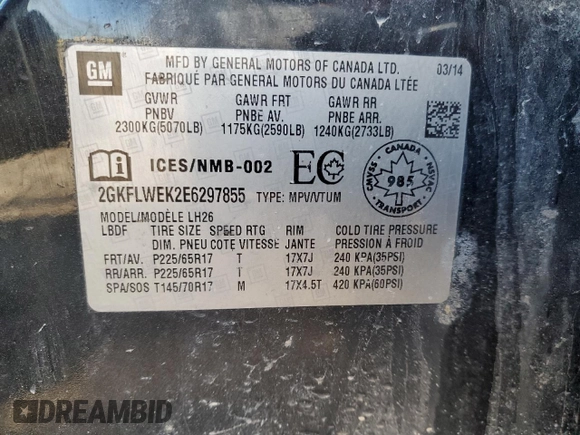 GM
MFD BY GENERAL MOTORS OF CANADA LTD. 03/14
FABRIQUÉ PAR GENERAL MOTORS DU CANADA LTÉE
GVWR GAWR FRT GAWR RR
PNBV PNBE AV. PNBE ARR.
2300KG(5070LB) 1175KG(2590LB) 1240KG(2733LB)
ICES/NMB-002 EC
CANADA
985
TRANSPORT
CMVSS
NSVAC
2GKFLWEK2E6297855 TYPE: MPV/VTUM
MODEL/MODÈLE LH26
LBDF TIRE SIZE SPEED RTG RIM COLD TIRE PRESSURE
DIM. PNEU COTE VITESSE JANTE PRESSION À FROID
FRT/AV. P225/65R17 T 17X7J 240 KPA(35PSI)
RR/ARR. P225/65R17 T 17X7J 240 KPA(35PSI)
SPA/SOS T145/70R17 M 17X4.5T 420 KPA(60PSI)
DREAMBID